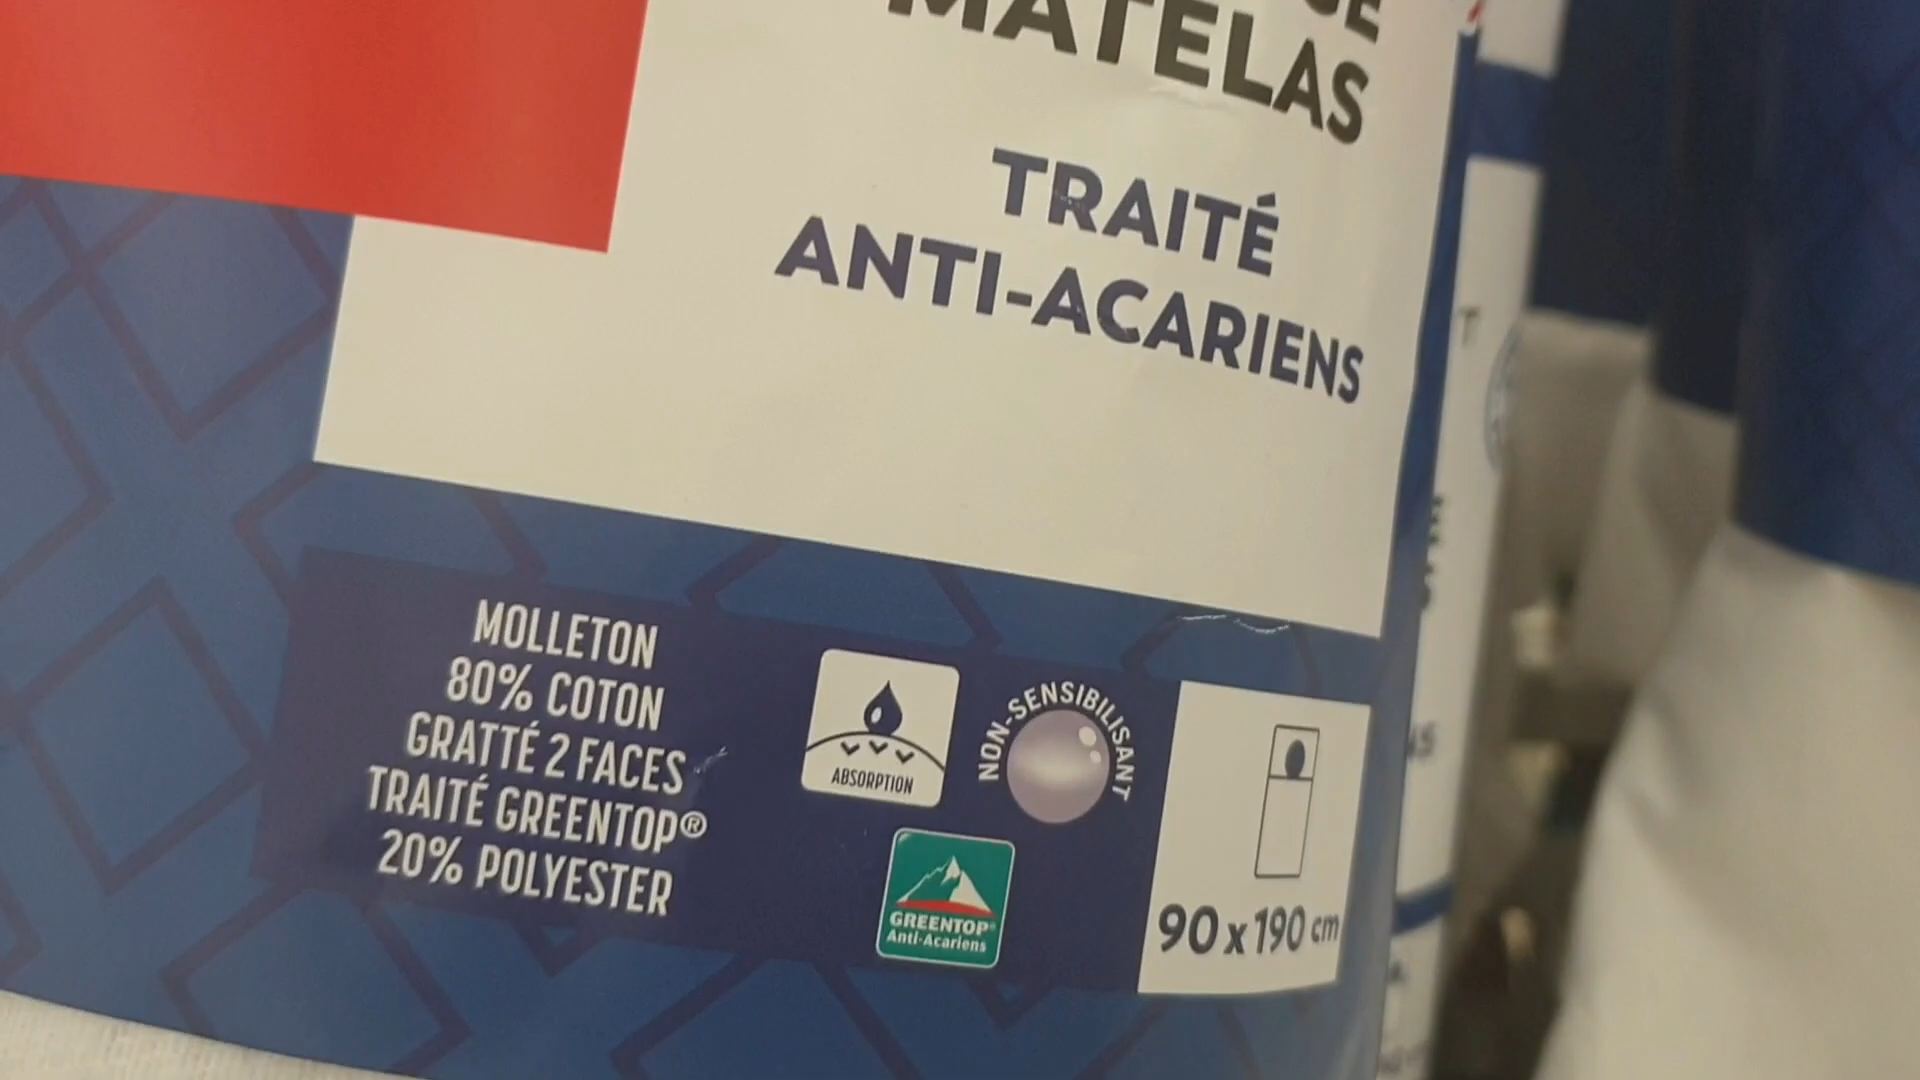 MATELAS
TRAITÉ
ANTI-ACARIENS
MOLLETON
80% COTON
GRATTÉ 2 FACES
TRAITÉ GREENTOP®
20% POLYESTER
ABSORPTION
NON-SENSIBILISANT
GREENTOP®
Anti-Acariens
90 x 190 cm